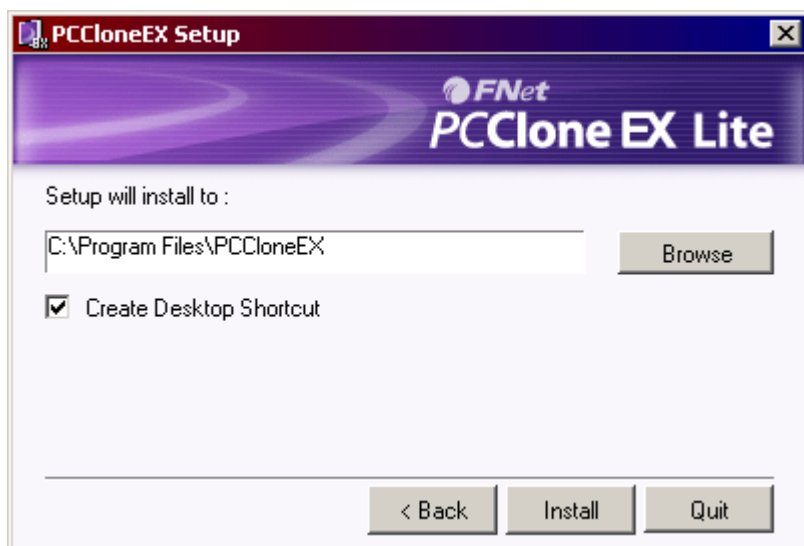 PCCloneEX Setup
FNet
PCClone EX Lite
Setup will install to :
C:\Program Files\PCCloneEX
Browse
Create Desktop Shortcut
< Back
Install
Quit